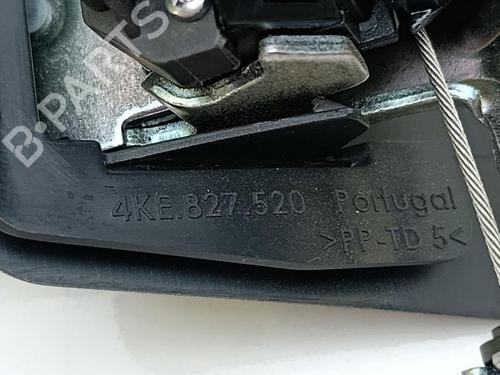 B-PARTS
4KE.827.520 Portugal
>PP-TD 5<